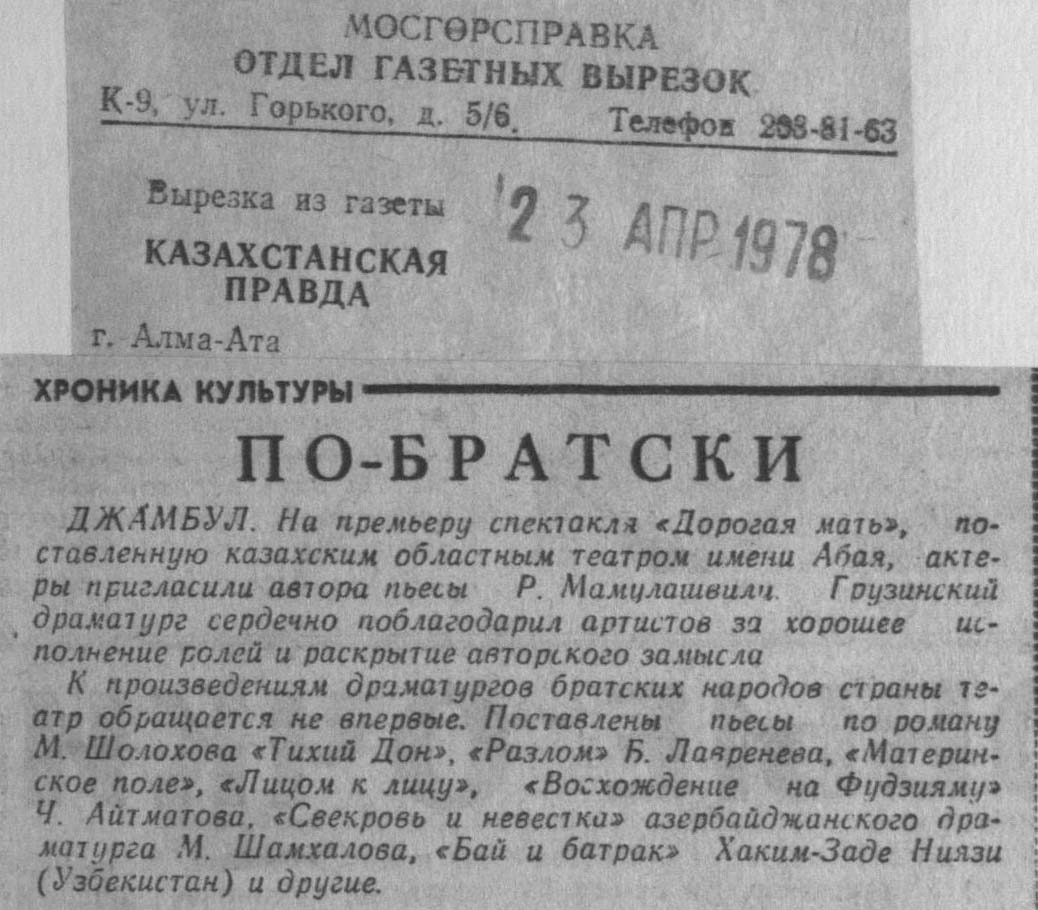 МОСГОРСПРАВКА
ОТДЕЛ ГАЗЕТНЫХ ВЫРЕЗОК
К-9, ул. Горького, д. 5/6. Телефон 203-81-63
Вырезка из газеты
23 АПР 1978
КАЗАХСТАНСКАЯ
ПРАВДА
г. Алма-Ата
ХРОНИКА КУЛЬТУРЫ
ПО-БРАТСКИ
ДЖАМБУЛ. На премьеру спектакля «Дорогая мать», по-
ставленную казахским областным театром имени Абая, акте-
ры пригласили автора пьесы Р. Мамулашвили. Грузинский
драматург сердечно поблагодарил артистов за хорошее ис-
полнение ролей и раскрытие авторского замысла
К произведениям драматургов братских народов страны те-
атр обращается не впервые. Поставлены пьесы по роману
М. Шолохова «Тихий Дон», «Разлом» Б. Лавренева, «Материн-
ское поле», «Лицом к лицу», «Восхождение на Фудзияму»
Ч. Айтматова, «Свекровь и невестка» азербайджанского дра-
матурга М. Шамхалова, «Бай и батрак» Хаким-Заде Ниязи
(Узбекистан) и другие.